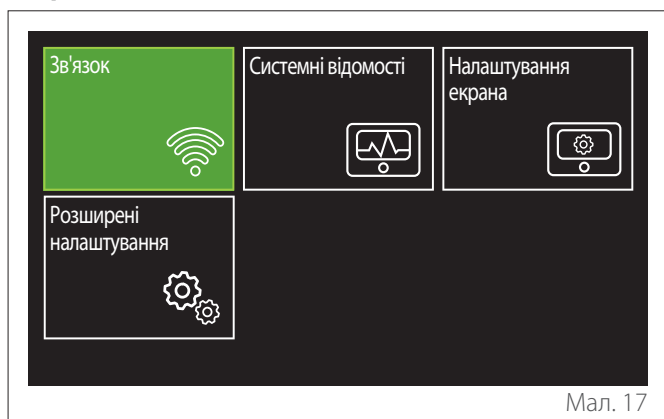 Зв'язок
Системні відомості
Налаштування
екрана
Розширені
налаштування
Мал. 17